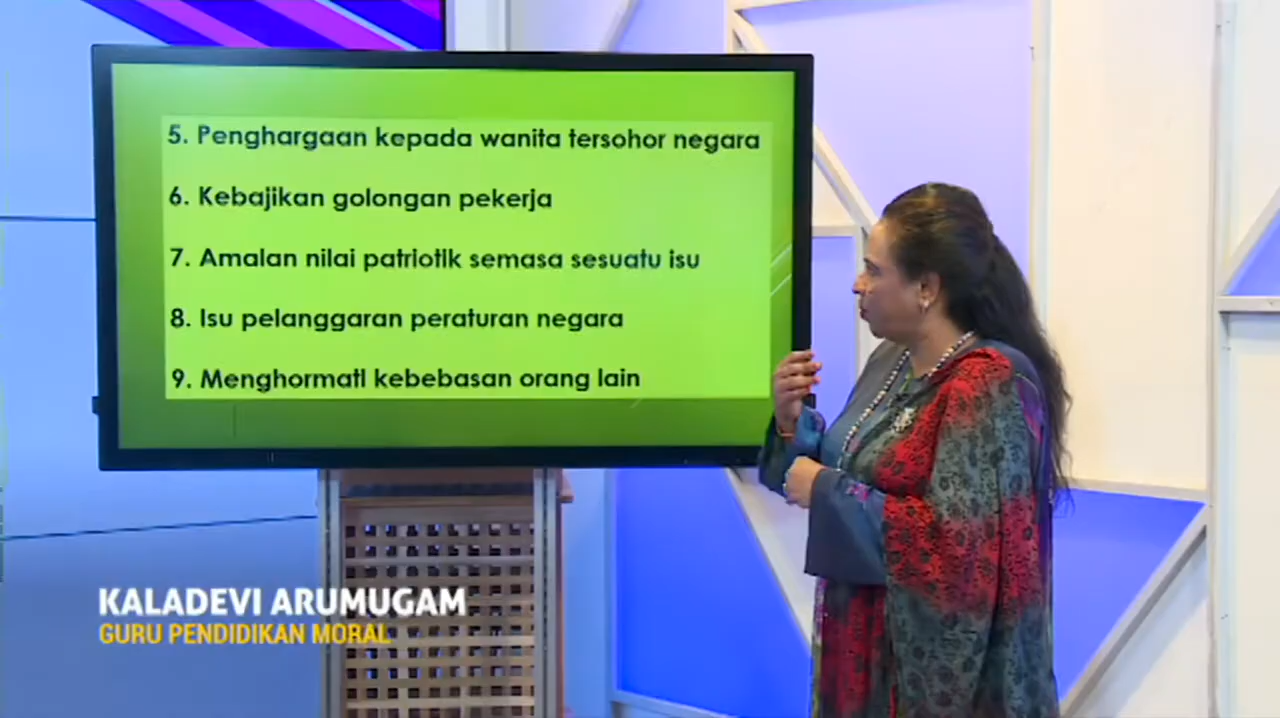 5. Penghargaan kepada wanita tersohor negara
6. Kebajikan golongan pekerja
7. Amalan nilai patriotik semasa sesuatu isu
8. Isu pelanggaran peraturan negara
9. Menghormati kebebasan orang lain
KALADEVI ARUMUGAM
GURU PENDIDIKAN MORAL